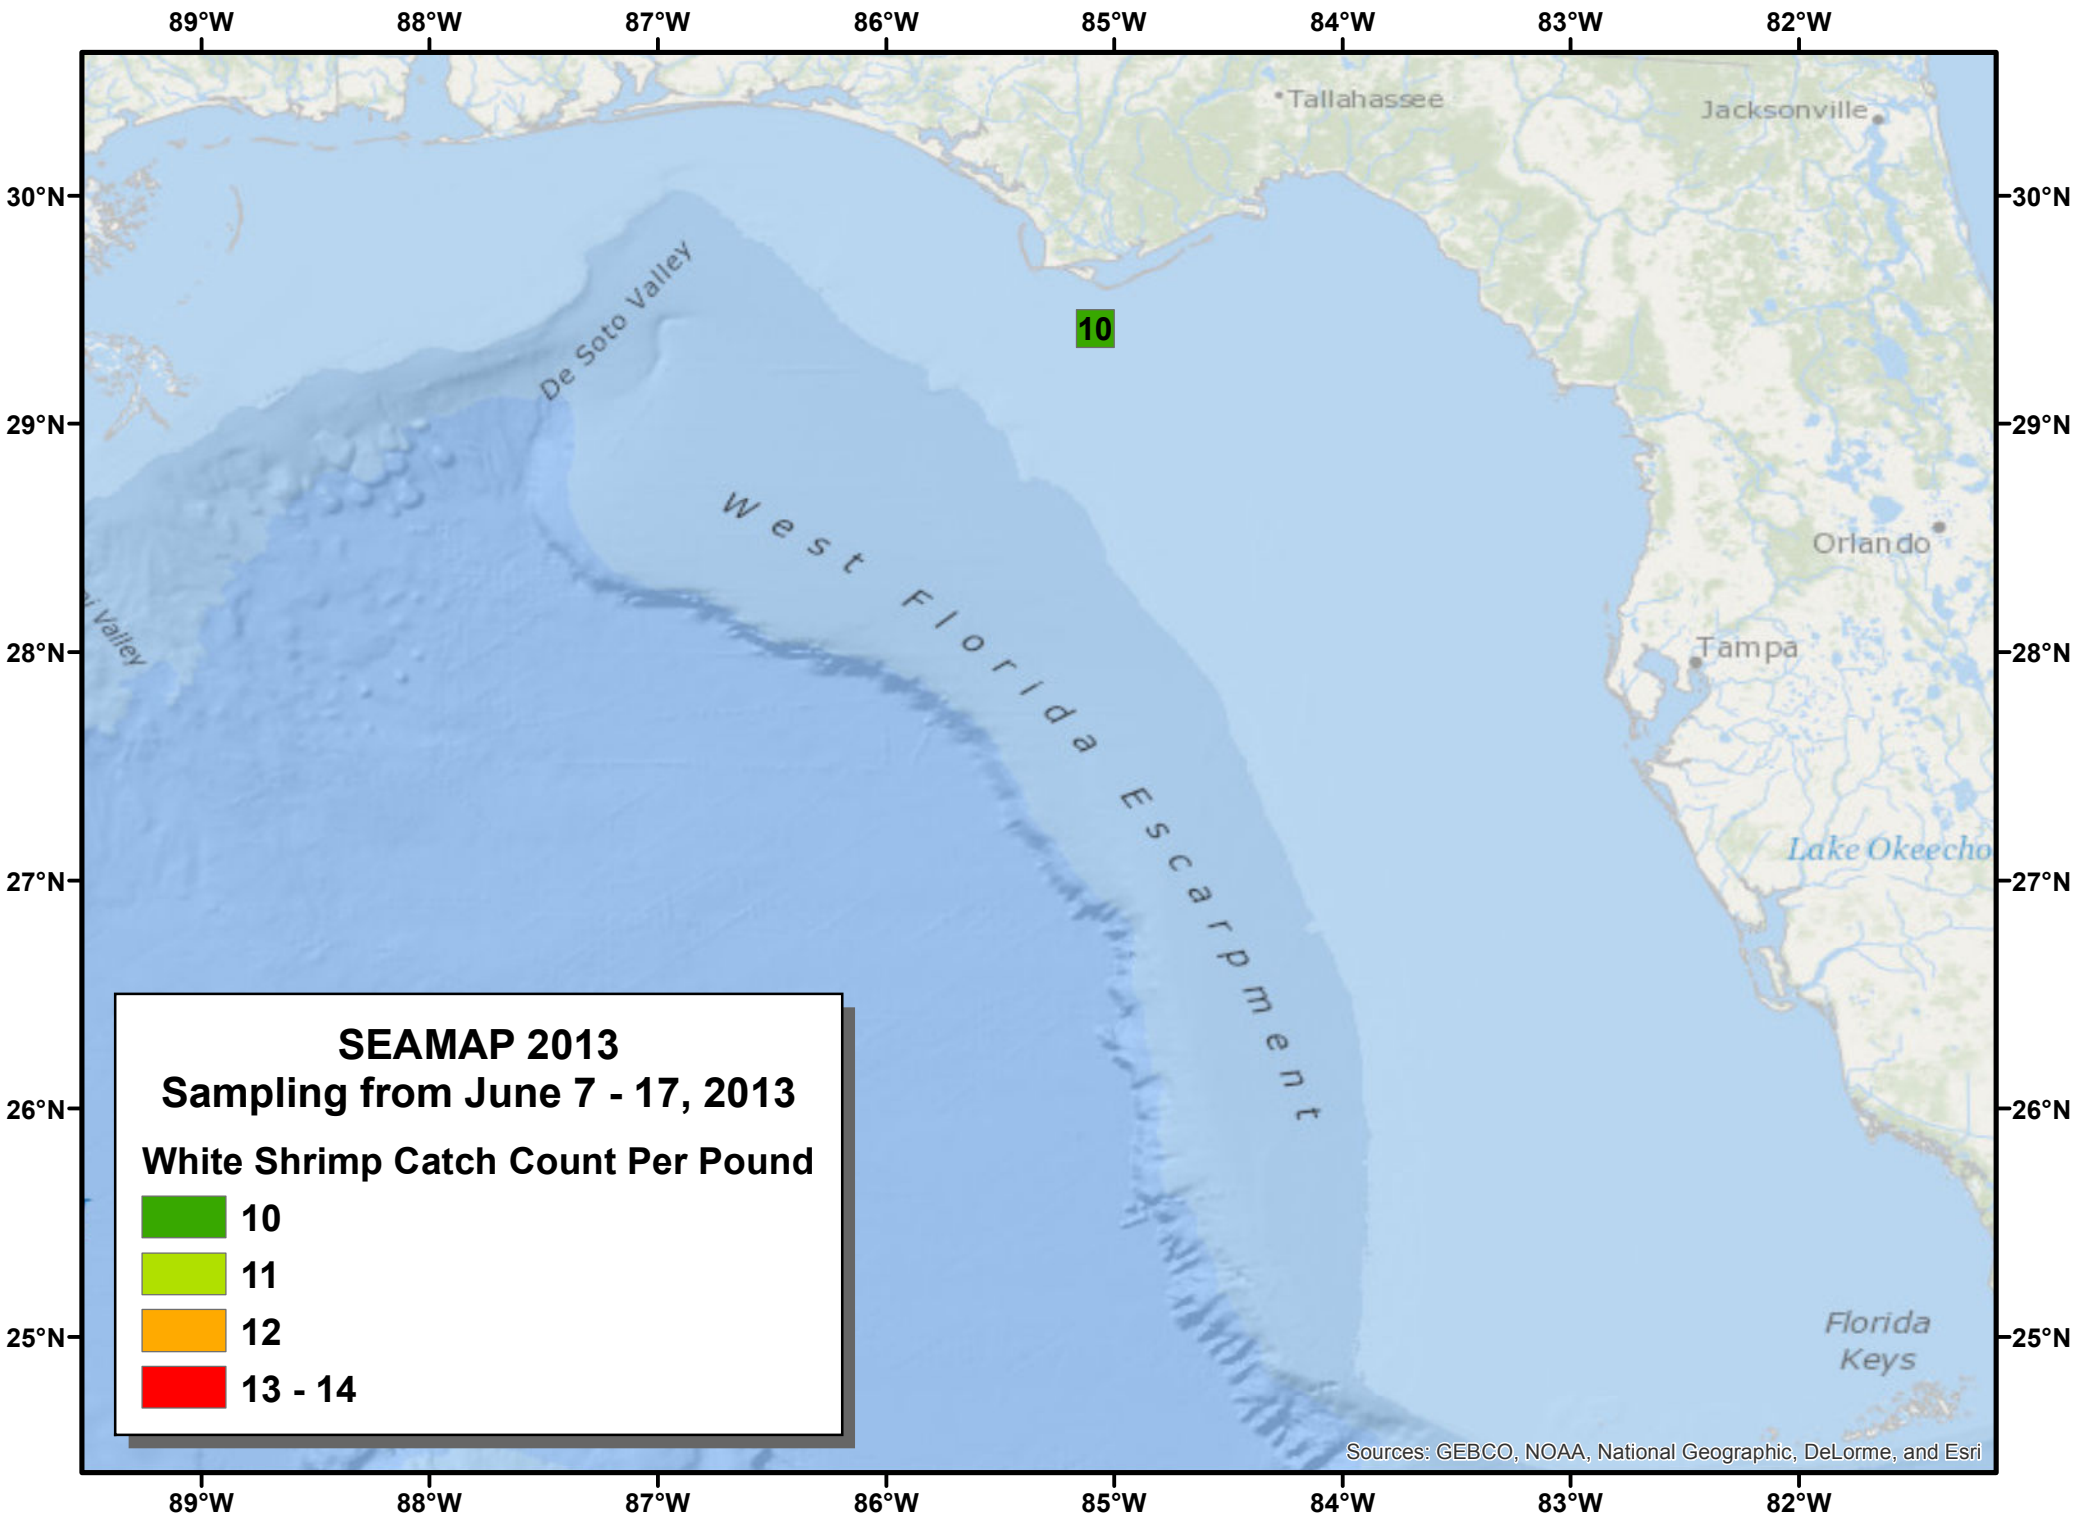 89°W 88°W 87°W 86°W 85°W 84°W 83°W 82°W
Tallahassee
Jacksonville
30°N 30°N
De Soto Valley
10
29°N 29°N
West Florida Escarpment
Orlando
Valley
28°N 28°N
Tampa
Lake Okeecho
27°N 27°N
SEAMAP 2013
Sampling from June 7 - 17, 2013
White Shrimp Catch Count Per Pound
10
11
12
13 - 14
26°N 26°N
25°N 25°N
Florida
Keys
Sources: GEBCO, NOAA, National Geographic, DeLorme, and Esri
89°W 88°W 87°W 86°W 85°W 84°W 83°W 82°W